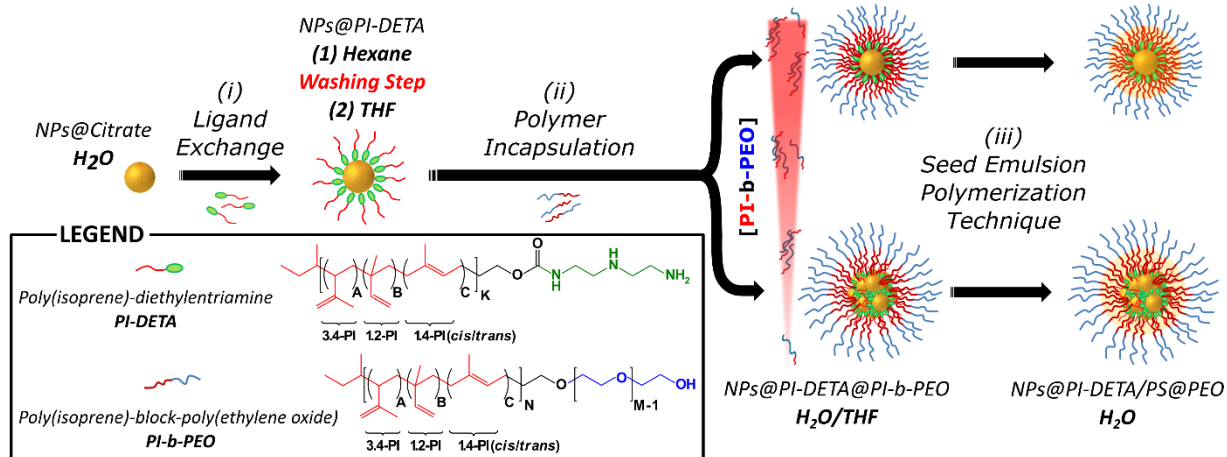 NPs@Citrate
H2O
(i)
Ligand
Exchange
NPs@PI-DETA
(1) Hexane
Washing Step
(2) THF
(ii)
Polymer
Incapsulation
[PI-b-PEO]
(iii)
Seed Emulsion
Polymerization
Technique
NPs@PI-DETA@PI-b-PEO
H2O/THF
NPs@PI-DETA/PS@PEO
H2O
LEGEND
Poly(isoprene)-diethylentriamine
PI-DETA
A B C K O O N H H N NH2
3.4-PI 1.2-PI 1.4-PI(cis/trans)
Poly(isoprene)-block-poly(ethylene oxide)
PI-b-PEO
A B C N O O M-1 OH
3.4-PI 1.2-PI 1.4-PI(cis/trans)